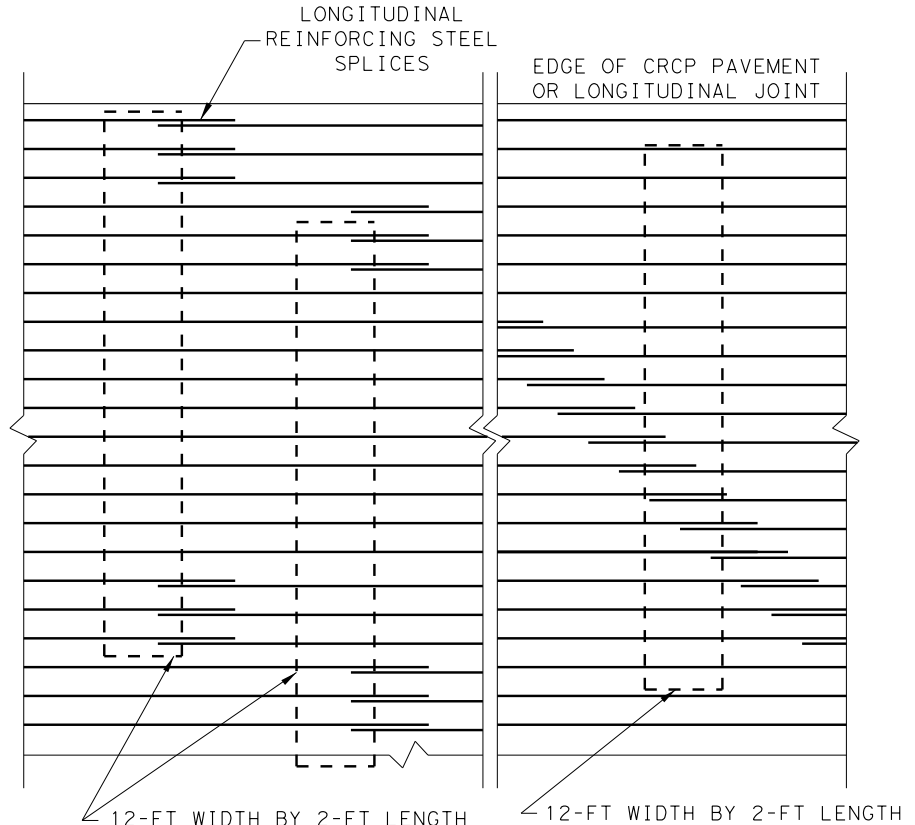 LONGITUDINAL
REINFORCING STEEL
SPLICES
EDGE OF CRCP PAVEMENT
OR LONGITUDINAL JOINT
12-FT WIDTH BY 2-FT LENGTH
12-FT WIDTH BY 2-FT LENGTH